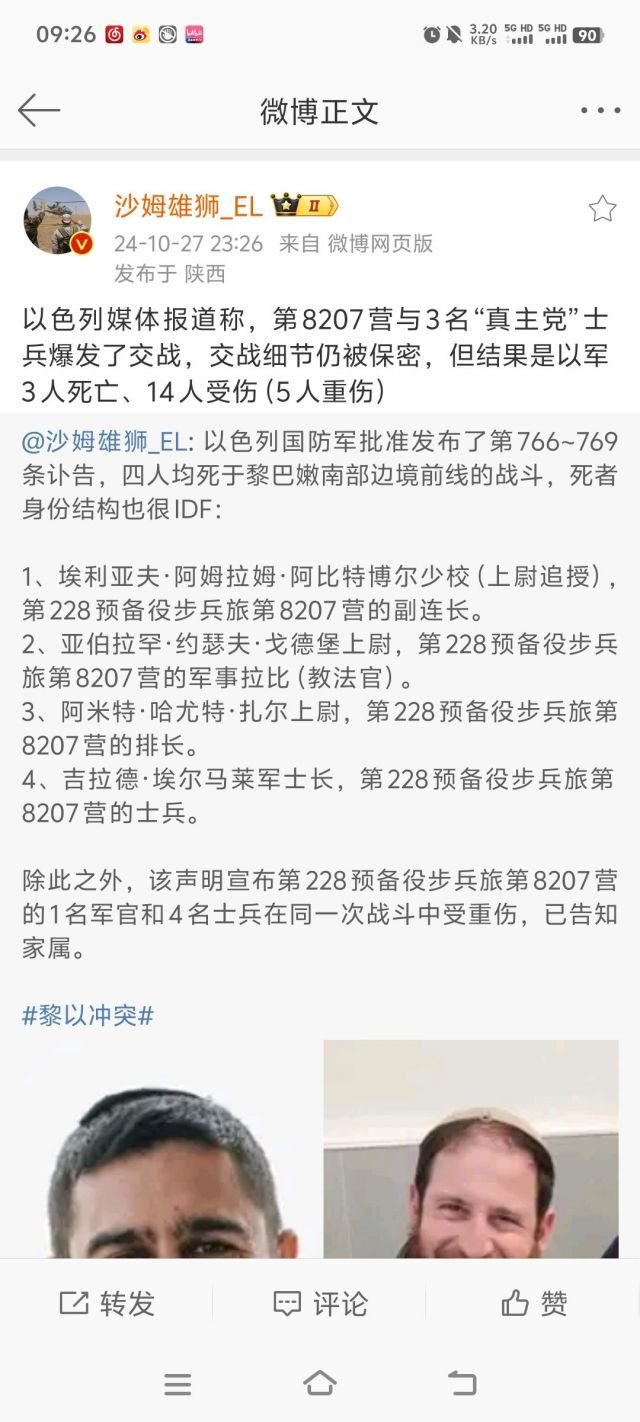 09:26
3.20 KB/s 5G HD 5G HD 90
微博正文
沙姆雄狮_EL II
24-10-27 23:26 来自 微博网页版
发布于 陕西
以色列媒体报道称，第8207营与3名“真主党”士
兵爆发了交战，交战细节仍被保密，但结果是以军
3人死亡、14人受伤（5人重伤）
@沙姆雄狮_EL: 以色列国防军批准发布了第766~769
条讣告，四人均死于黎巴嫩南部边境前线的战斗，死者
身份结构也很IDF：
1、埃利亚夫·阿姆拉姆·阿比特博尔少校（上尉追授），
第228预备役步兵旅第8207营的副连长。
2、亚伯拉罕·约瑟夫·戈德堡上尉，第228预备役步兵
旅第8207营的军事拉比（教法官）。
3、阿米特·哈尤特·扎尔上尉，第228预备役步兵旅第
8207营的排长。
4、吉拉德·埃尔马莱军士长，第228预备役步兵旅第
8207营的士兵。
除此之外，该声明宣布第228预备役步兵旅第8207营
的1名军官和4名士兵在同一次战斗中受重伤，已告知
家属。
#黎以冲突#
转发 评论 赞